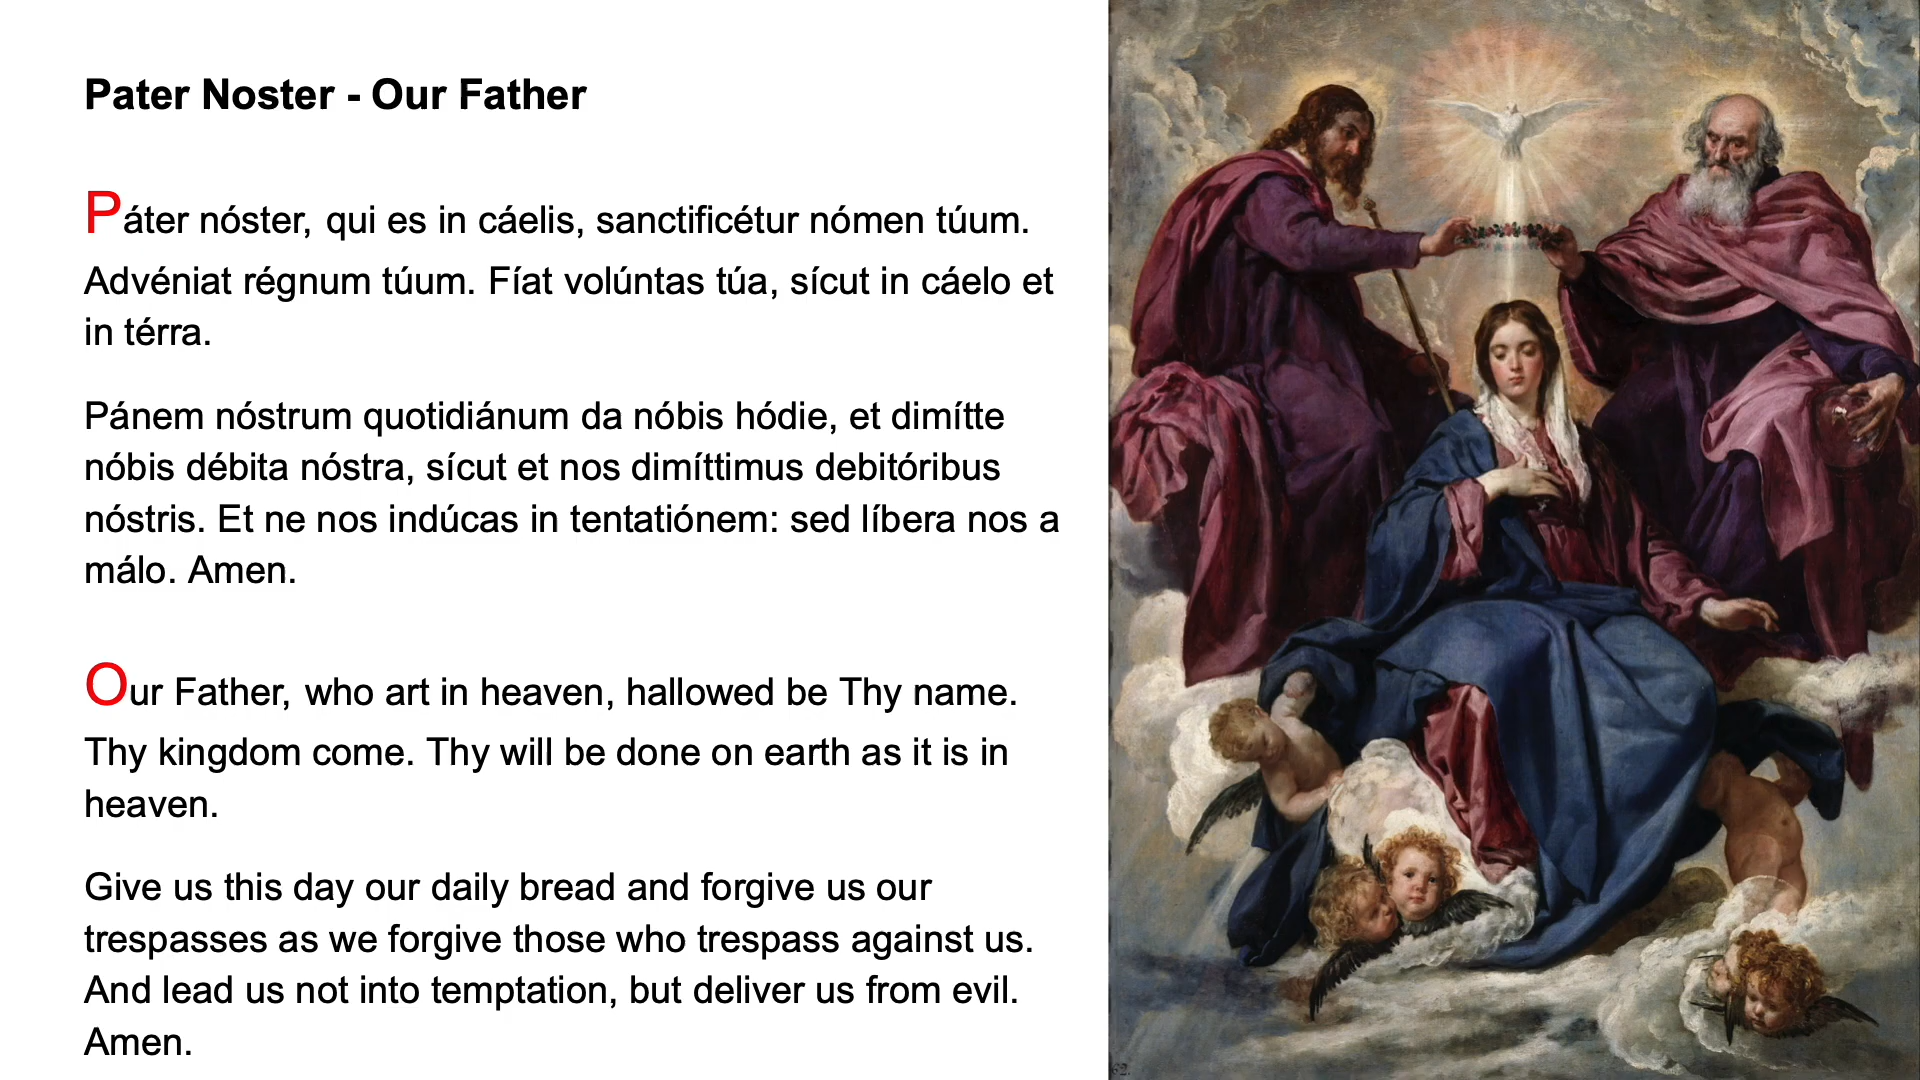 Pater Noster - Our Father
Páter nóster, qui es in cáelis, sanctificétur nómen túum.
Advéniat régnum túum. Fíat volúntas túa, sícut in cáelo et
in térra.
Pánem nóstrum quotidiánum da nóbis hódie, et dimítte
nóbis débita nóstra, sícut et nos dimíttimus debitóribus
nóstris. Et ne nos indúcas in tentatiónem: sed líbera nos a
málo. Amen.
Our Father, who art in heaven, hallowed be Thy name.
Thy kingdom come. Thy will be done on earth as it is in
heaven.
Give us this day our daily bread and forgive us our
trespasses as we forgive those who trespass against us.
And lead us not into temptation, but deliver us from evil.
Amen.
62.